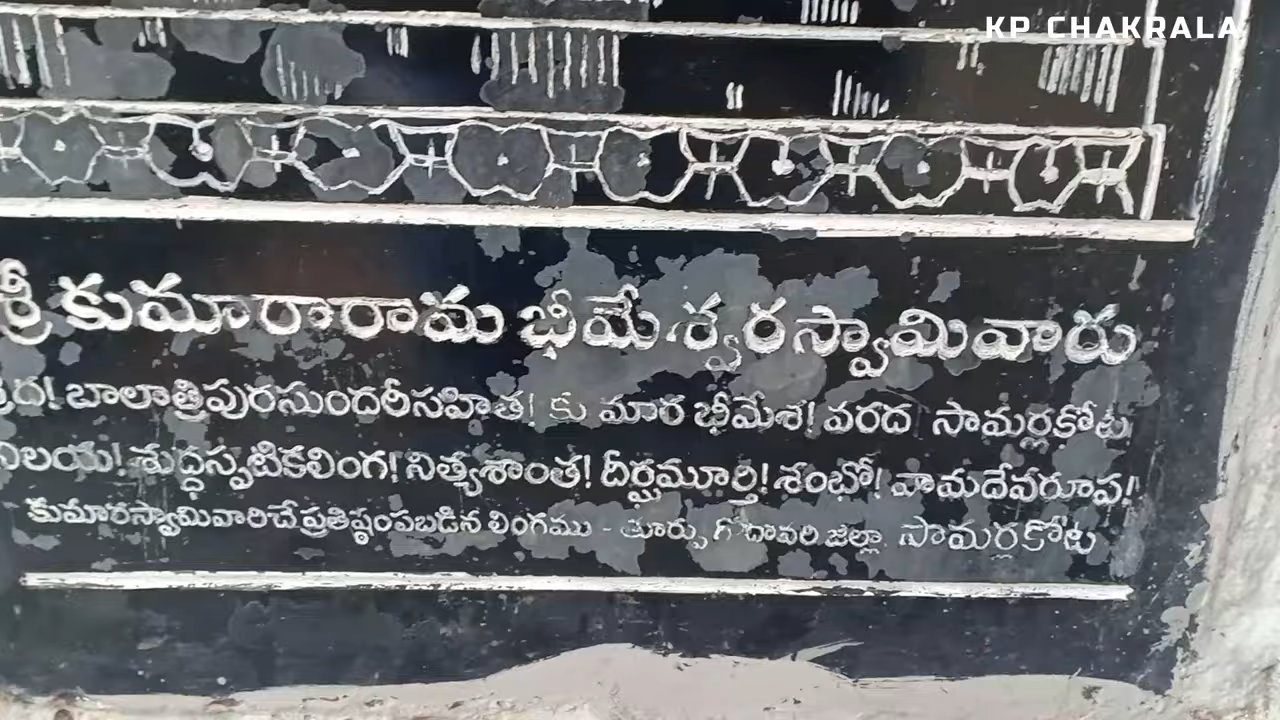 KP CHAKRALA
శ్రీ కుమారారామ భీమేశ్వరస్వామివారు
బాలాత్రిపురసుందరీసహిత! కుమార భీమేశ! వరద సామర్లకోట
నిలయ! శుద్ధస్పటికలింగ! నిత్యశాంత! దీర్ఘమూర్తి! శంభో! వామదేవరూప!!
కుమారస్వామివారిచే ప్రతిష్ఠంపబడిన లింగము - తూర్పు గోదావరి జిల్లా, సామర్లకోట